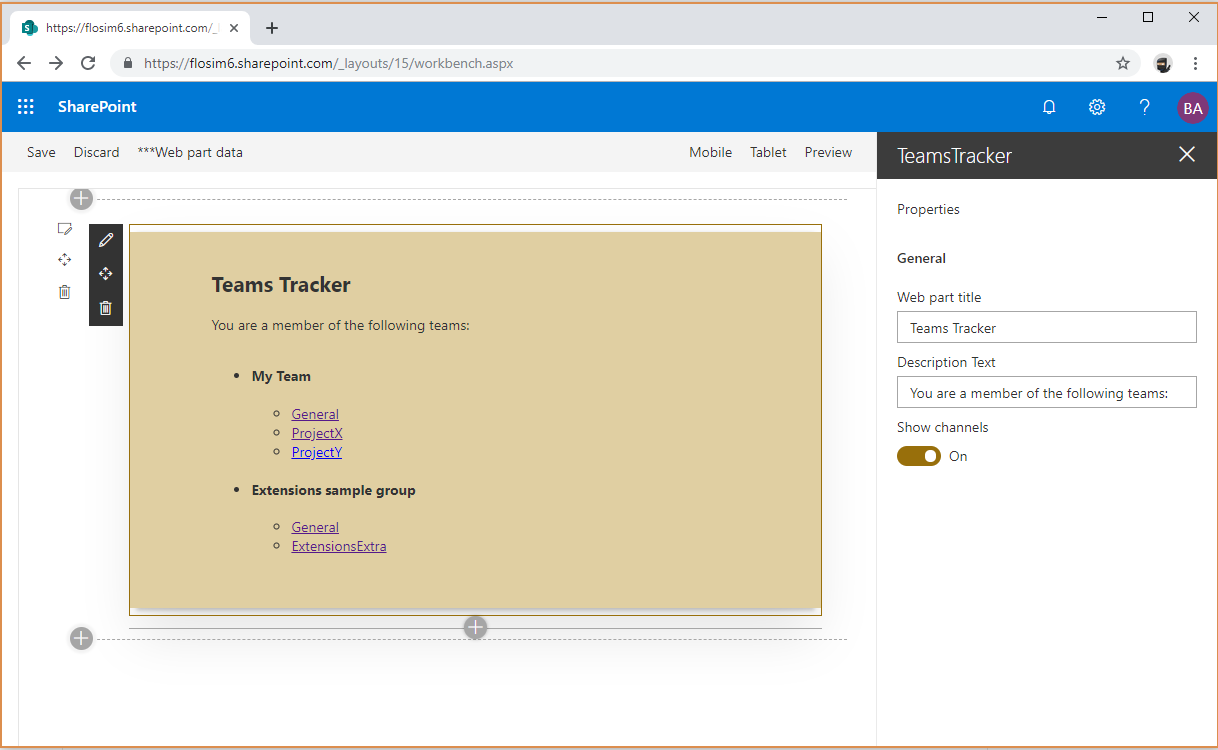 https://flosim6.sharepoint.com/_
https://flosim6.sharepoint.com/_layouts/15/workbench.aspx
SharePoint
BA
Save Discard ***Web part data Mobile Tablet Preview
TeamsTracker
Teams Tracker
You are a member of the following teams:
My Team
General
ProjectX
ProjectY
Extensions sample group
General
ExtensionsExtra
Properties
General
Web part title
Teams Tracker
Description Text
You are a member of the following teams:
Show channels
On